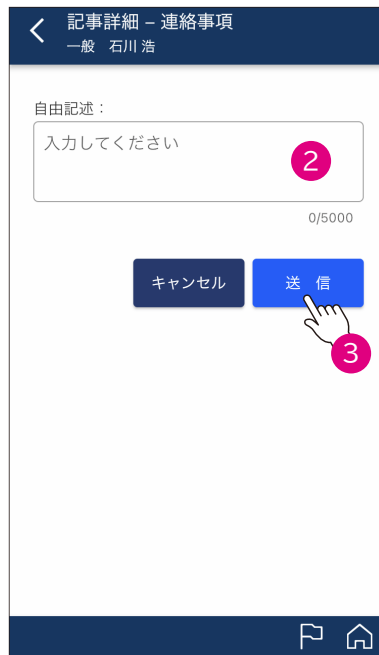 記事詳細 – 連絡事項
一般　石川 浩
自由記述：
入力してください
2
0/5000
キャンセル
送　信
3